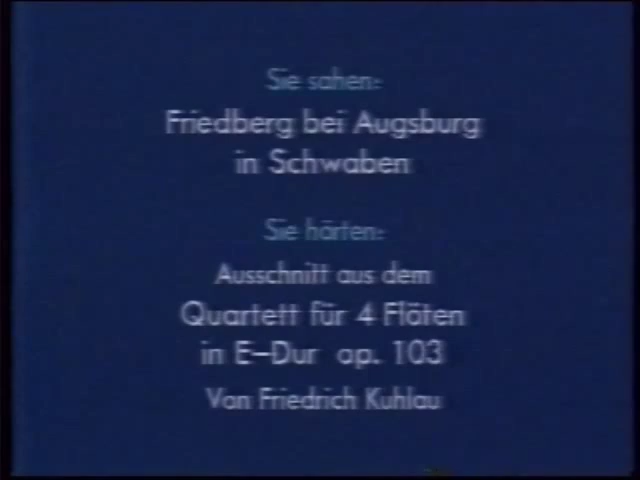 Sie sahen:
Friedberg bei Augsburg
in Schwaben
Sie hörten:
Ausschnitt aus dem
Quartett für 4 Flöten
in E–Dur op. 103
Von Friedrich Kuhlau